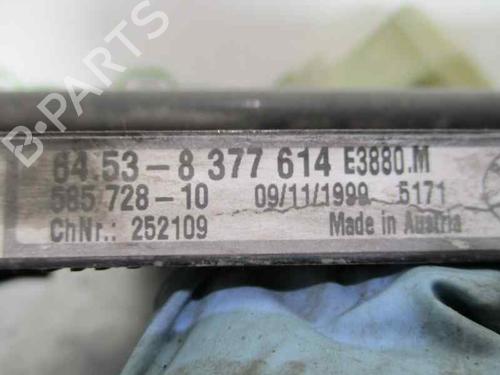 64.53-8 377 614 E3880.M
585 728-10 09/11/1999 5171
ChNr.: 252109 Made in Austria
B-PARTS